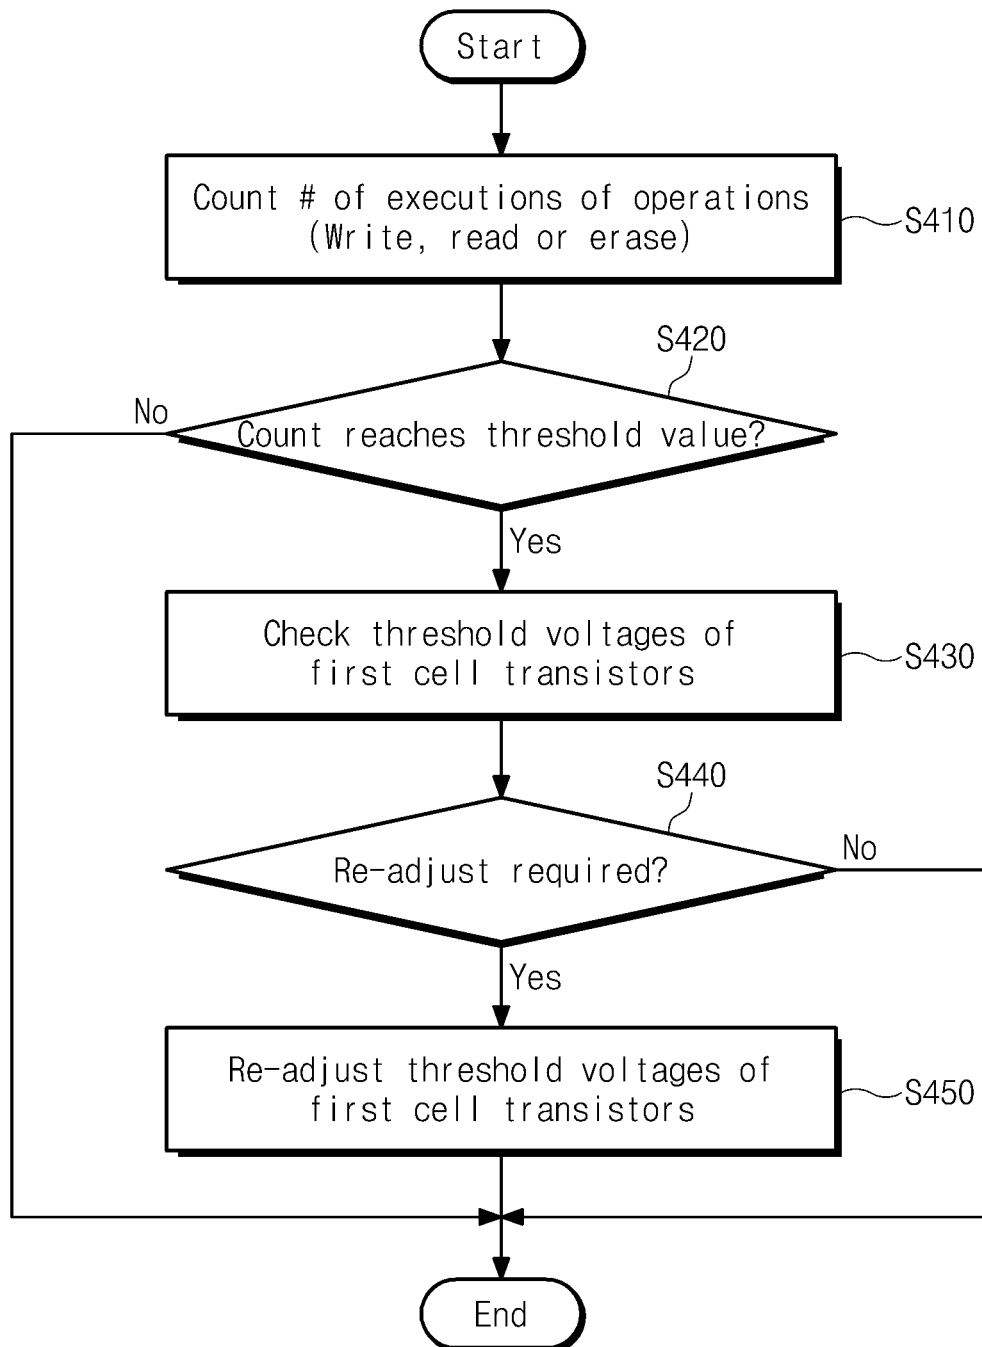 Start
Count # of executions of operations
(Write, read or erase)
S410
S420
No
Count reaches threshold value?
Yes
Check threshold voltages of
first cell transistors
S430
S440
No
Re-adjust required?
Yes
Re-adjust threshold voltages of
first cell transistors
S450
End